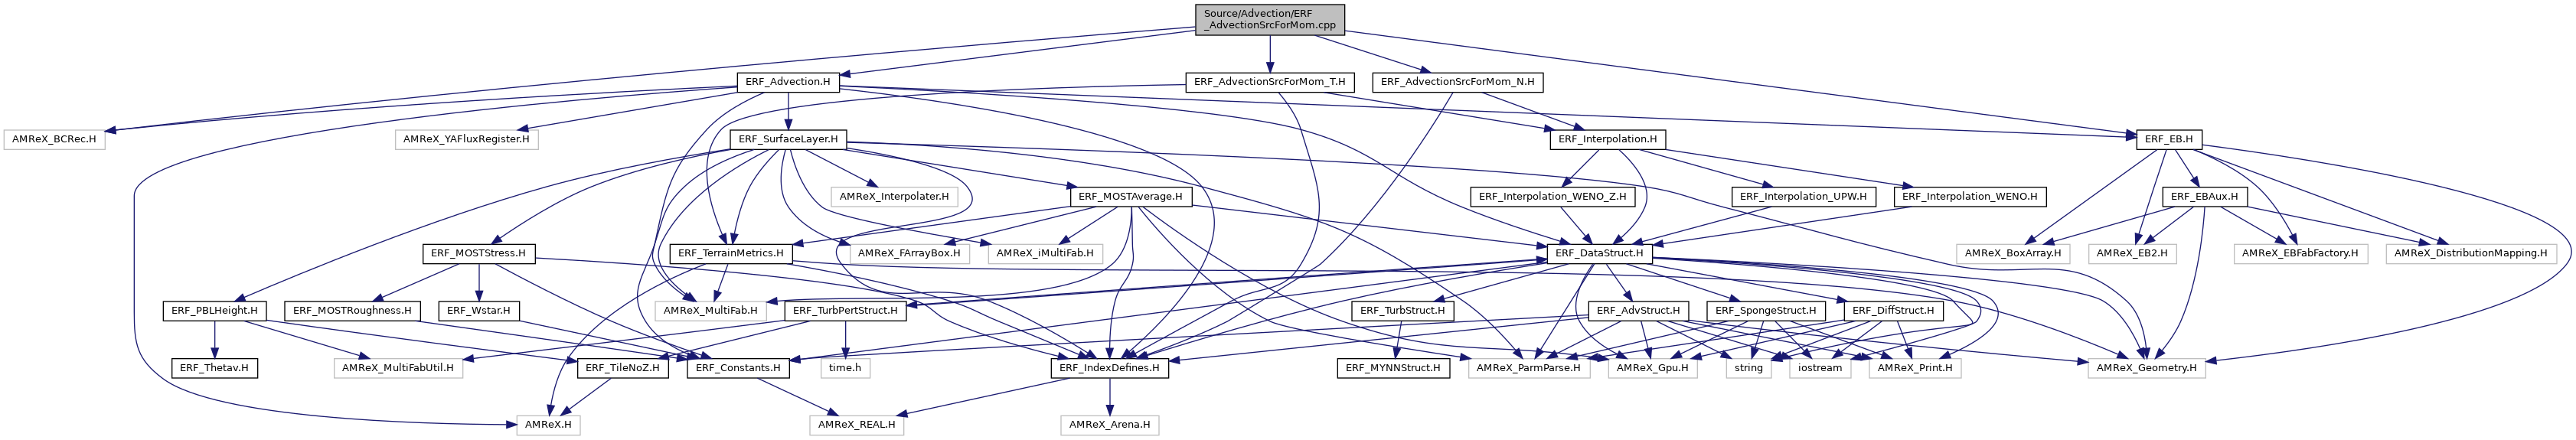 Source/Advection/ERF
_AdvectionSrcForMom.cpp
ERF_Advection.H
ERF_AdvectionSrcForMom_T.H
ERF_AdvectionSrcForMom_N.H
AMReX_BCRec.H
AMReX_YAFluxRegister.H
ERF_SurfaceLayer.H
ERF_Interpolation.H
ERF_EB.H
AMReX_Interpolater.H
ERF_MOSTAverage.H
ERF_Interpolation_WENO_Z.H
ERF_Interpolation_UPW.H
ERF_Interpolation_WENO.H
ERF_EBAux.H
ERF_MOSTStress.H
ERF_TerrainMetrics.H
AMReX_FArrayBox.H
AMReX_iMultiFab.H
ERF_DataStruct.H
AMReX_BoxArray.H
AMReX_EB2.H
AMReX_EBFabFactory.H
AMReX_DistributionMapping.H
ERF_PBLHeight.H
ERF_MOSTRoughness.H
ERF_Wstar.H
AMReX_MultiFab.H
ERF_TurbPertStruct.H
ERF_TurbStruct.H
ERF_AdvStruct.H
ERF_SpongeStruct.H
ERF_DiffStruct.H
ERF_Thetav.H
AMReX_MultiFabUtil.H
ERF_TileNoZ.H
ERF_Constants.H
time.h
ERF_IndexDefines.H
ERF_MYNNStruct.H
AMReX_ParmParse.H
AMReX_Gpu.H
string
iostream
AMReX_Print.H
AMReX_Geometry.H
AMReX.H
AMReX_REAL.H
AMReX_Arena.H